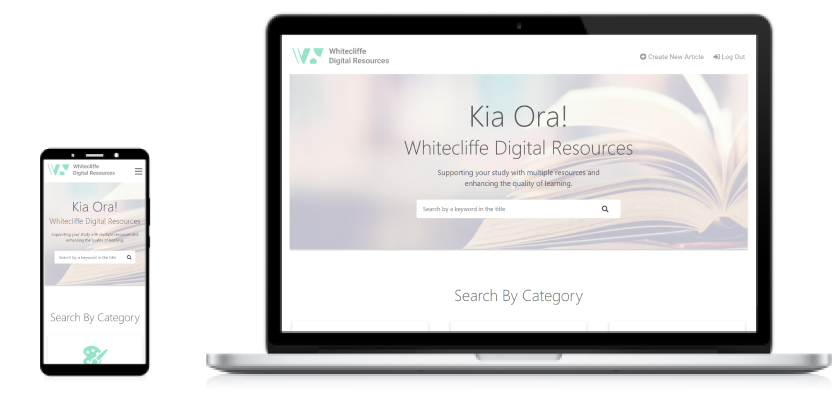 Whitecliffe
Digital Resources
Kia Ora!
Whitecliffe Digital Resources
Supporting your study with multiple resources and
enhancing the quality of learning.
Search by a keyword in the title
Search By Category
Whitecliffe
Digital Resources
Create New Article
Log Out
Kia Ora!
Whitecliffe Digital Resources
Supporting your study with multiple resources and
enhancing the quality of learning.
Search by a keyword in the title
Search By Category